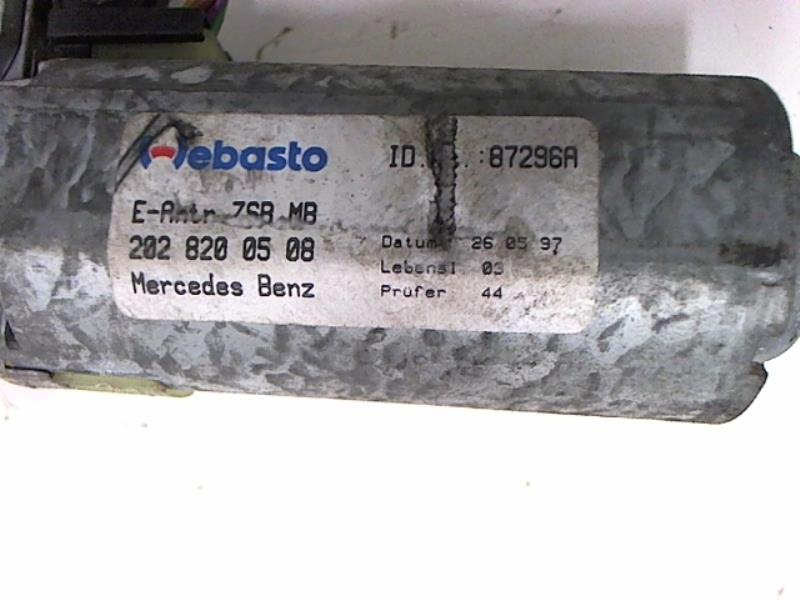 Webasto
ID : 87296A
E-Antr. ZSB MB
202 820 05 08
Mercedes Benz
Datum : 26 05 97
Lebensl 03
Prüfer 44